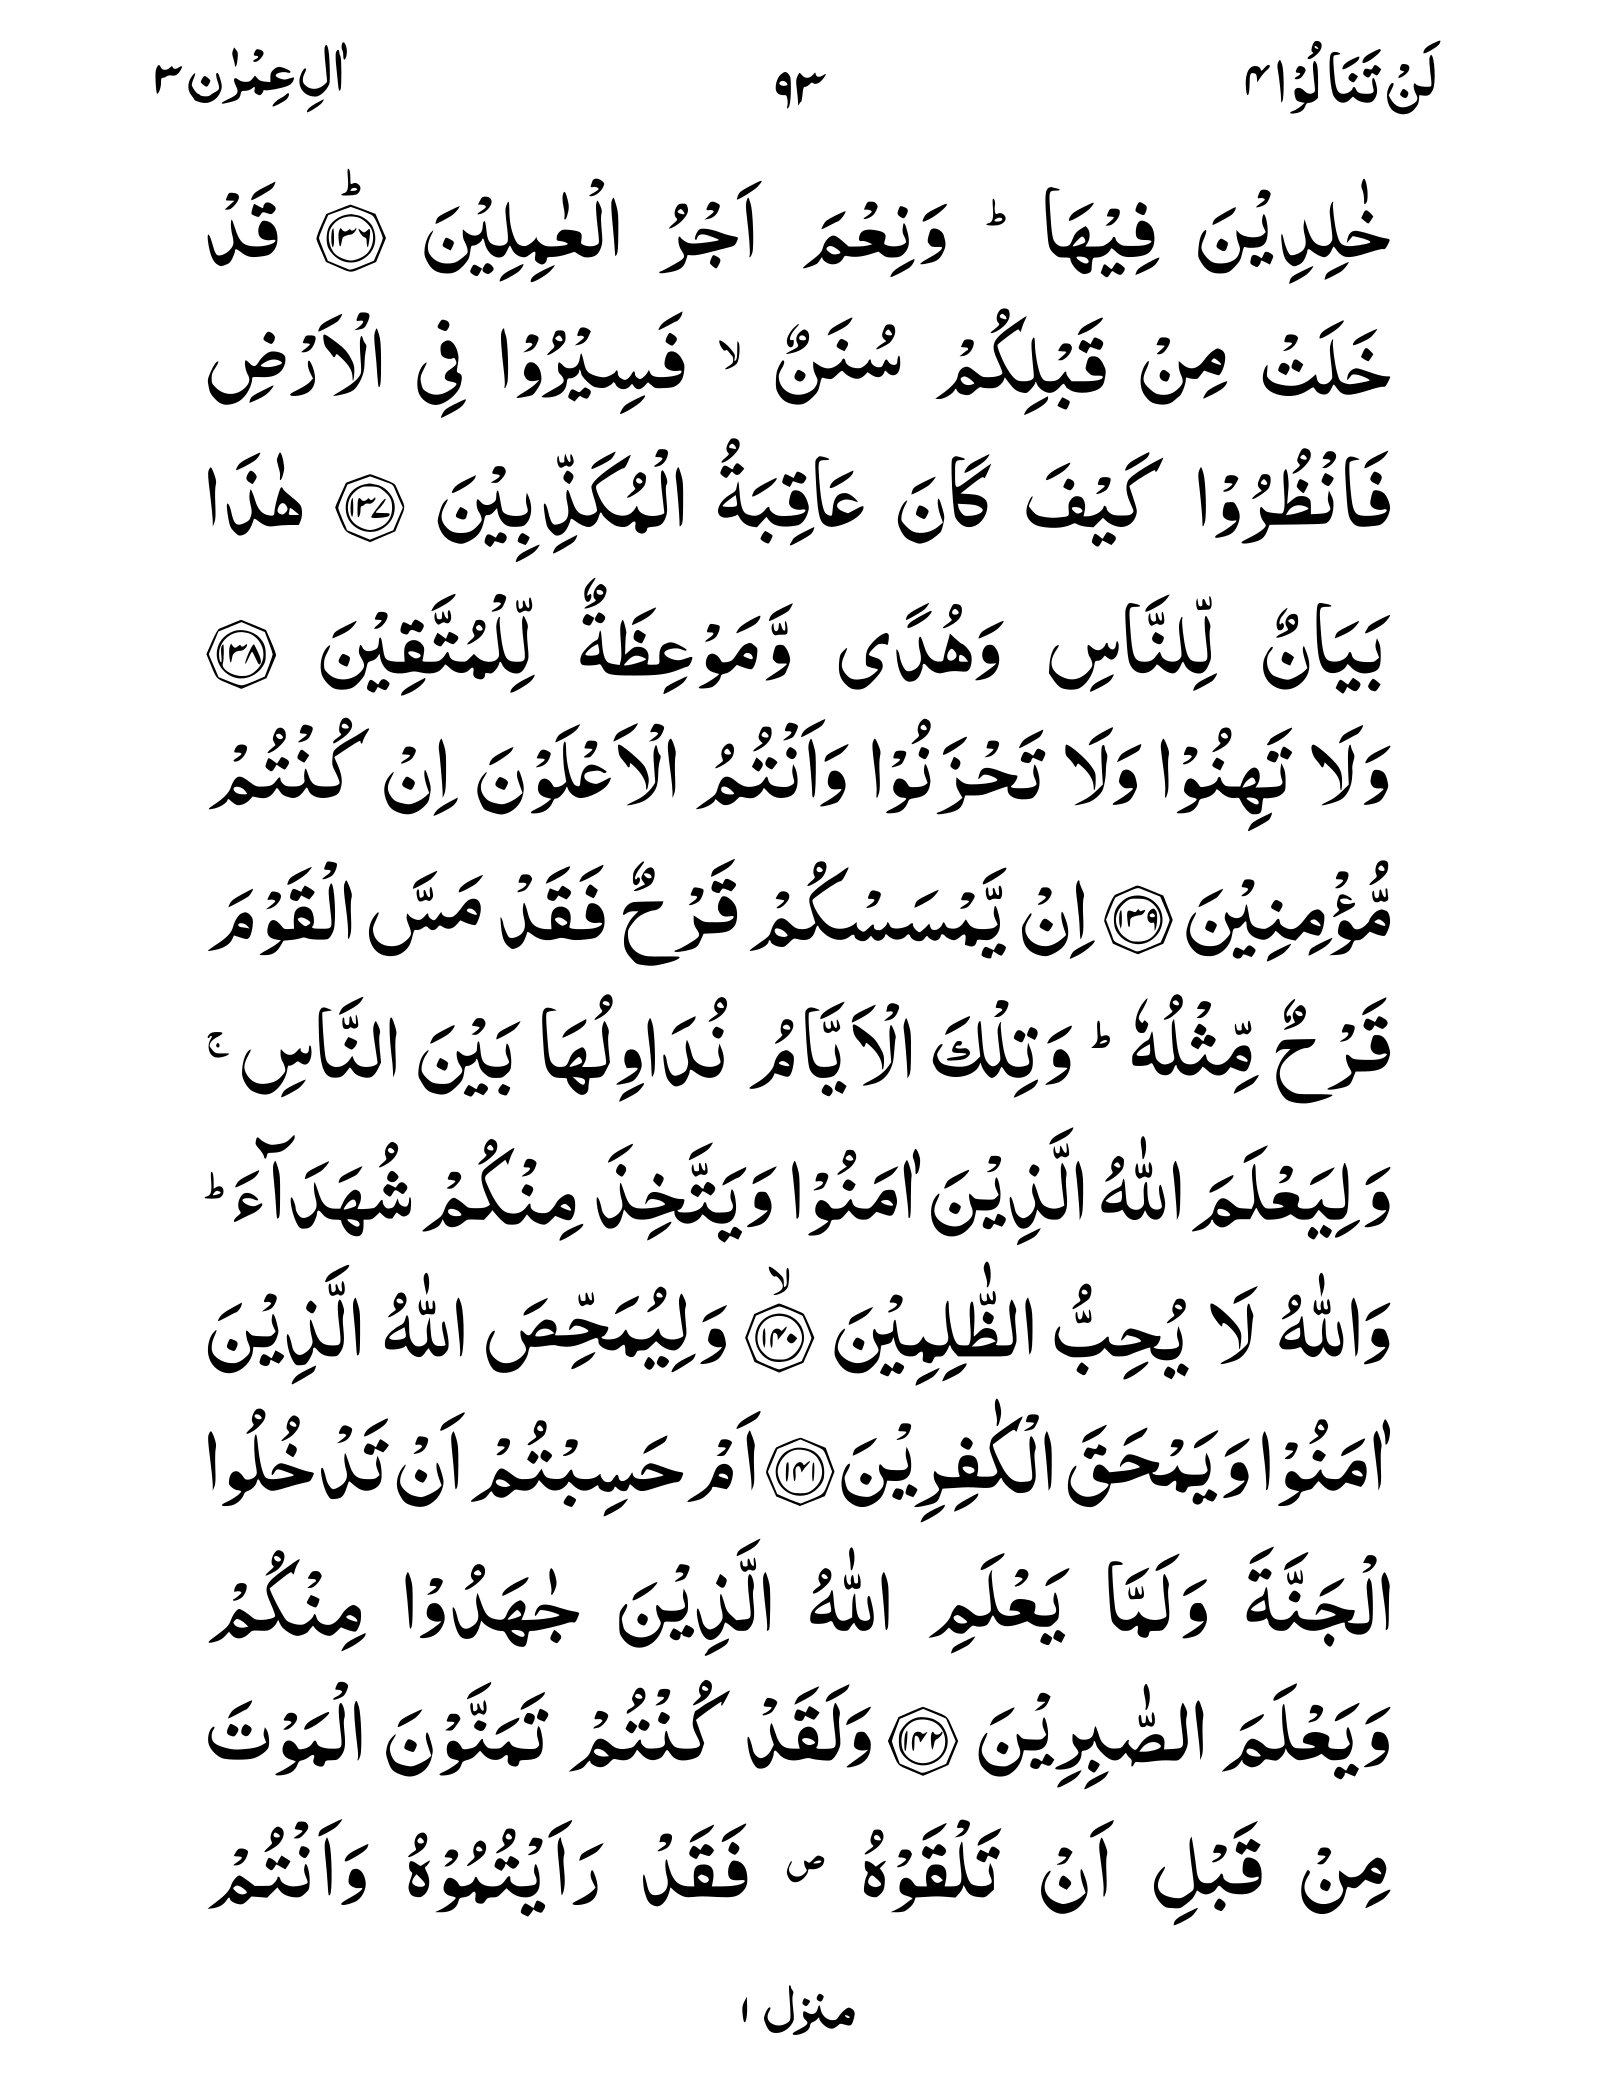 لَنْ تَنَالُوْا ۴ ۹۳ اٰلِ عِمْرٰن ۳
خٰلِدِيْنَ فِيْهَا ؕ وَنِعْمَ اَجْرُ الْعٰمِلِيْنَ ؕ‏﴿۱۳۶﴾ قَدْ
خَلَتْ مِنْ قَبْلِكُمْ سُنَنٌ ۙ فَسِيْرُوْا فِى الْاَرْضِ
فَانْظُرُوْا كَيْفَ كَانَ عَاقِبَةُ الْمُكَذِّبِيْنَ ﴿۱۳۷﴾ هٰذَا
بَيَانٌ لِّلنَّاسِ وَهُدًى وَّمَوْعِظَةٌ لِّلْمُتَّقِيْنَ ﴿۱۳۸﴾
وَلَا تَهِنُوْا وَلَا تَحْزَنُوْا وَاَنْتُمُ الْاَعْلَوْنَ اِنْ كُنْتُمْ
مُّؤْمِنِيْنَ ﴿۱۳۹﴾ اِنْ يَّمْسَسْكُمْ قَرْحٌ فَقَدْ مَسَّ الْقَوْمَ
قَرْحٌ مِّثْلُهٗ ؕ وَتِلْكَ الْاَيَّامُ نُدَاوِلُهَا بَيْنَ النَّاسِ ۚ
وَلِيَعْلَمَ اللّٰهُ الَّذِيْنَ اٰمَنُوْا وَيَتَّخِذَ مِنْكُمْ شُهَدَآءَ ؕ
وَاللّٰهُ لَا يُحِبُّ الظّٰلِمِيْنَ ۙ‏﴿۱۴۰﴾ وَلِيُمَحِّصَ اللّٰهُ الَّذِيْنَ
اٰمَنُوْا وَيَمْحَقَ الْكٰفِرِيْنَ ﴿۱۴۱﴾ اَمْ حَسِبْتُمْ اَنْ تَدْخُلُوا
الْجَنَّةَ وَلَمَّا يَعْلَمِ اللّٰهُ الَّذِيْنَ جٰهَدُوْا مِنْكُمْ
وَيَعْلَمَ الصّٰبِرِيْنَ ﴿۱۴۲﴾ وَلَقَدْ كُنْتُمْ تَمَنَّوْنَ الْمَوْتَ
مِنْ قَبْلِ اَنْ تَلْقَوْهُ ص فَقَدْ رَاَيْتُمُوْهُ وَاَنْتُمْ
منزل ۱